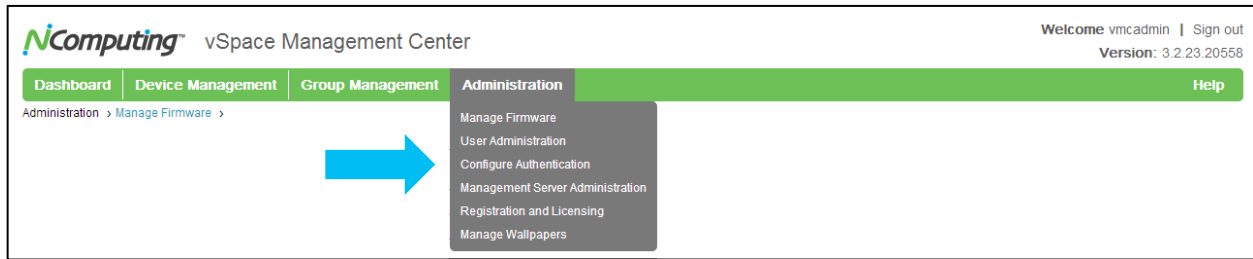 NComputing™ vSpace Management Center
Welcome vmcadmin | Sign out
Version: 3.2.23.20558
Dashboard Device Management Group Management Administration Help
Administration › Manage Firmware ›
Manage Firmware
User Administration
Configure Authentication
Management Server Administration
Registration and Licensing
Manage Wallpapers